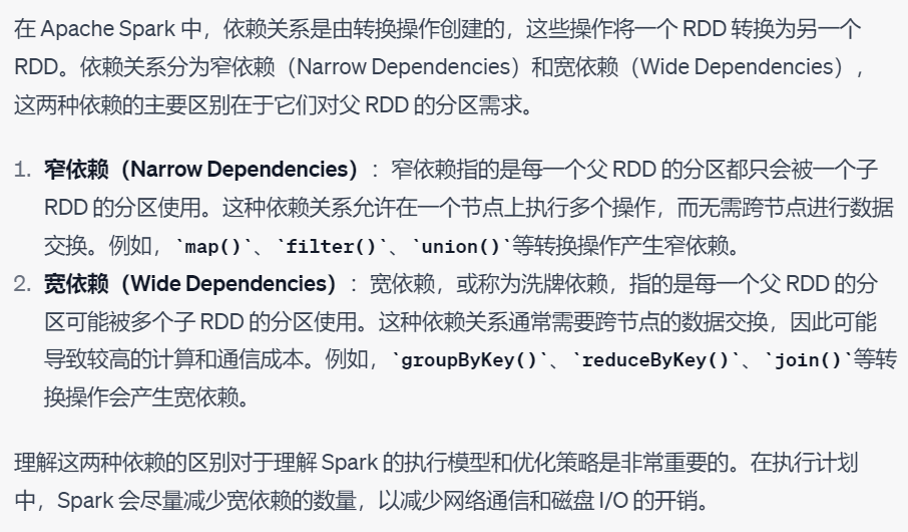 在 Apache Spark 中，依赖关系是由转换操作创建的，这些操作将一个 RDD 转换为另一个
RDD。依赖关系分为窄依赖（Narrow Dependencies）和宽依赖（Wide Dependencies），
这两种依赖的主要区别在于它们对父 RDD 的分区需求。
1. 窄依赖（Narrow Dependencies）：窄依赖指的是每一个父 RDD 的分区都只会被一个子
RDD 的分区使用。这种依赖关系允许在一个节点上执行多个操作，而无需跨节点进行数据
交换。例如，`map()`、`filter()`、`union()`等转换操作产生窄依赖。
2. 宽依赖（Wide Dependencies）：宽依赖，或称为洗牌依赖，指的是每一个父 RDD 的分
区可能被多个子 RDD 的分区使用。这种依赖关系通常需要跨节点的数据交换，因此可能
导致较高的计算和通信成本。例如，`groupByKey()`、`reduceByKey()`、`join()`等转
换操作会产生宽依赖。
理解这两种依赖的区别对于理解 Spark 的执行模型和优化策略是非常重要的。在执行计划
中，Spark 会尽量减少宽依赖的数量，以减少网络通信和磁盘 I/O 的开销。